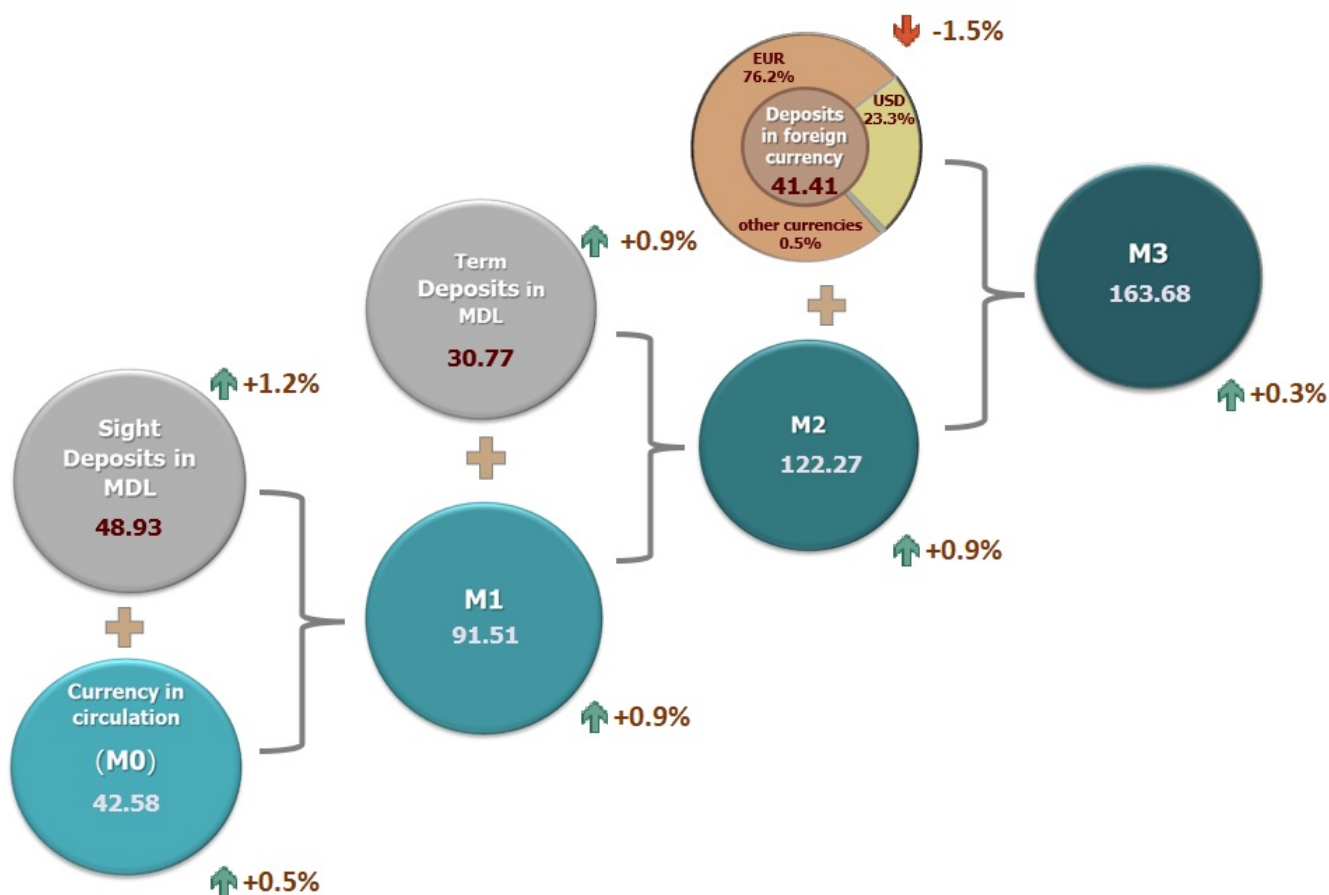 -1.5%
EUR
76.2%
USD
23.3%
Deposits
in foreign
currency
41.41
other currencies
0.5%
M3
163.68
+0.3%
+0.9%
Term
Deposits in
MDL
30.77
M2
122.27
+0.9%
+1.2%
Sight
Deposits in
MDL
48.93
M1
91.51
+0.9%
Currency in
circulation
(M0)
42.58
+0.5%